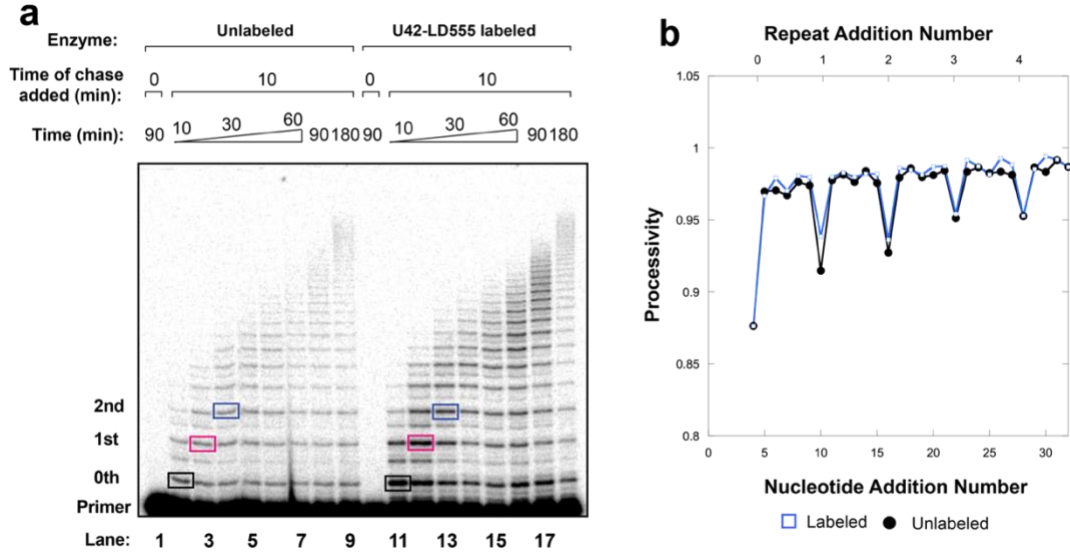 a
Enzyme: Unlabeled U42-LD555 labeled
Time of chase added (min): 0 10 0 10
Time (min): 90 10 30 60 90 180 90 10 30 60 90 180
2nd
1st
0th
Primer
Lane: 1 3 5 7 9 11 13 15 17
b
Repeat Addition Number
0 1 2 3 4
Processivity
1.05
1
0.95
0.9
0.85
0.8
0 5 10 15 20 25 30
Nucleotide Addition Number
Labeled Unlabeled